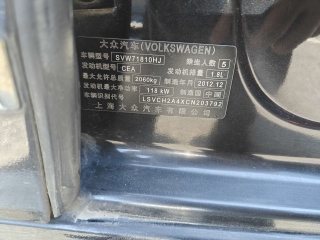 大众汽车(VOLKSWAGEN)
车辆型号 SVW71810HJ 乘坐人数 5
发动机型号 CEA 发动机排量 1.8L
最大允许总质量 2060kg 制造年月 2012.12
发动机最大净功率 118 kW 制造国 中国
车辆识别代号 LSVCH2A4XCN203792
上海大众汽车有限公司